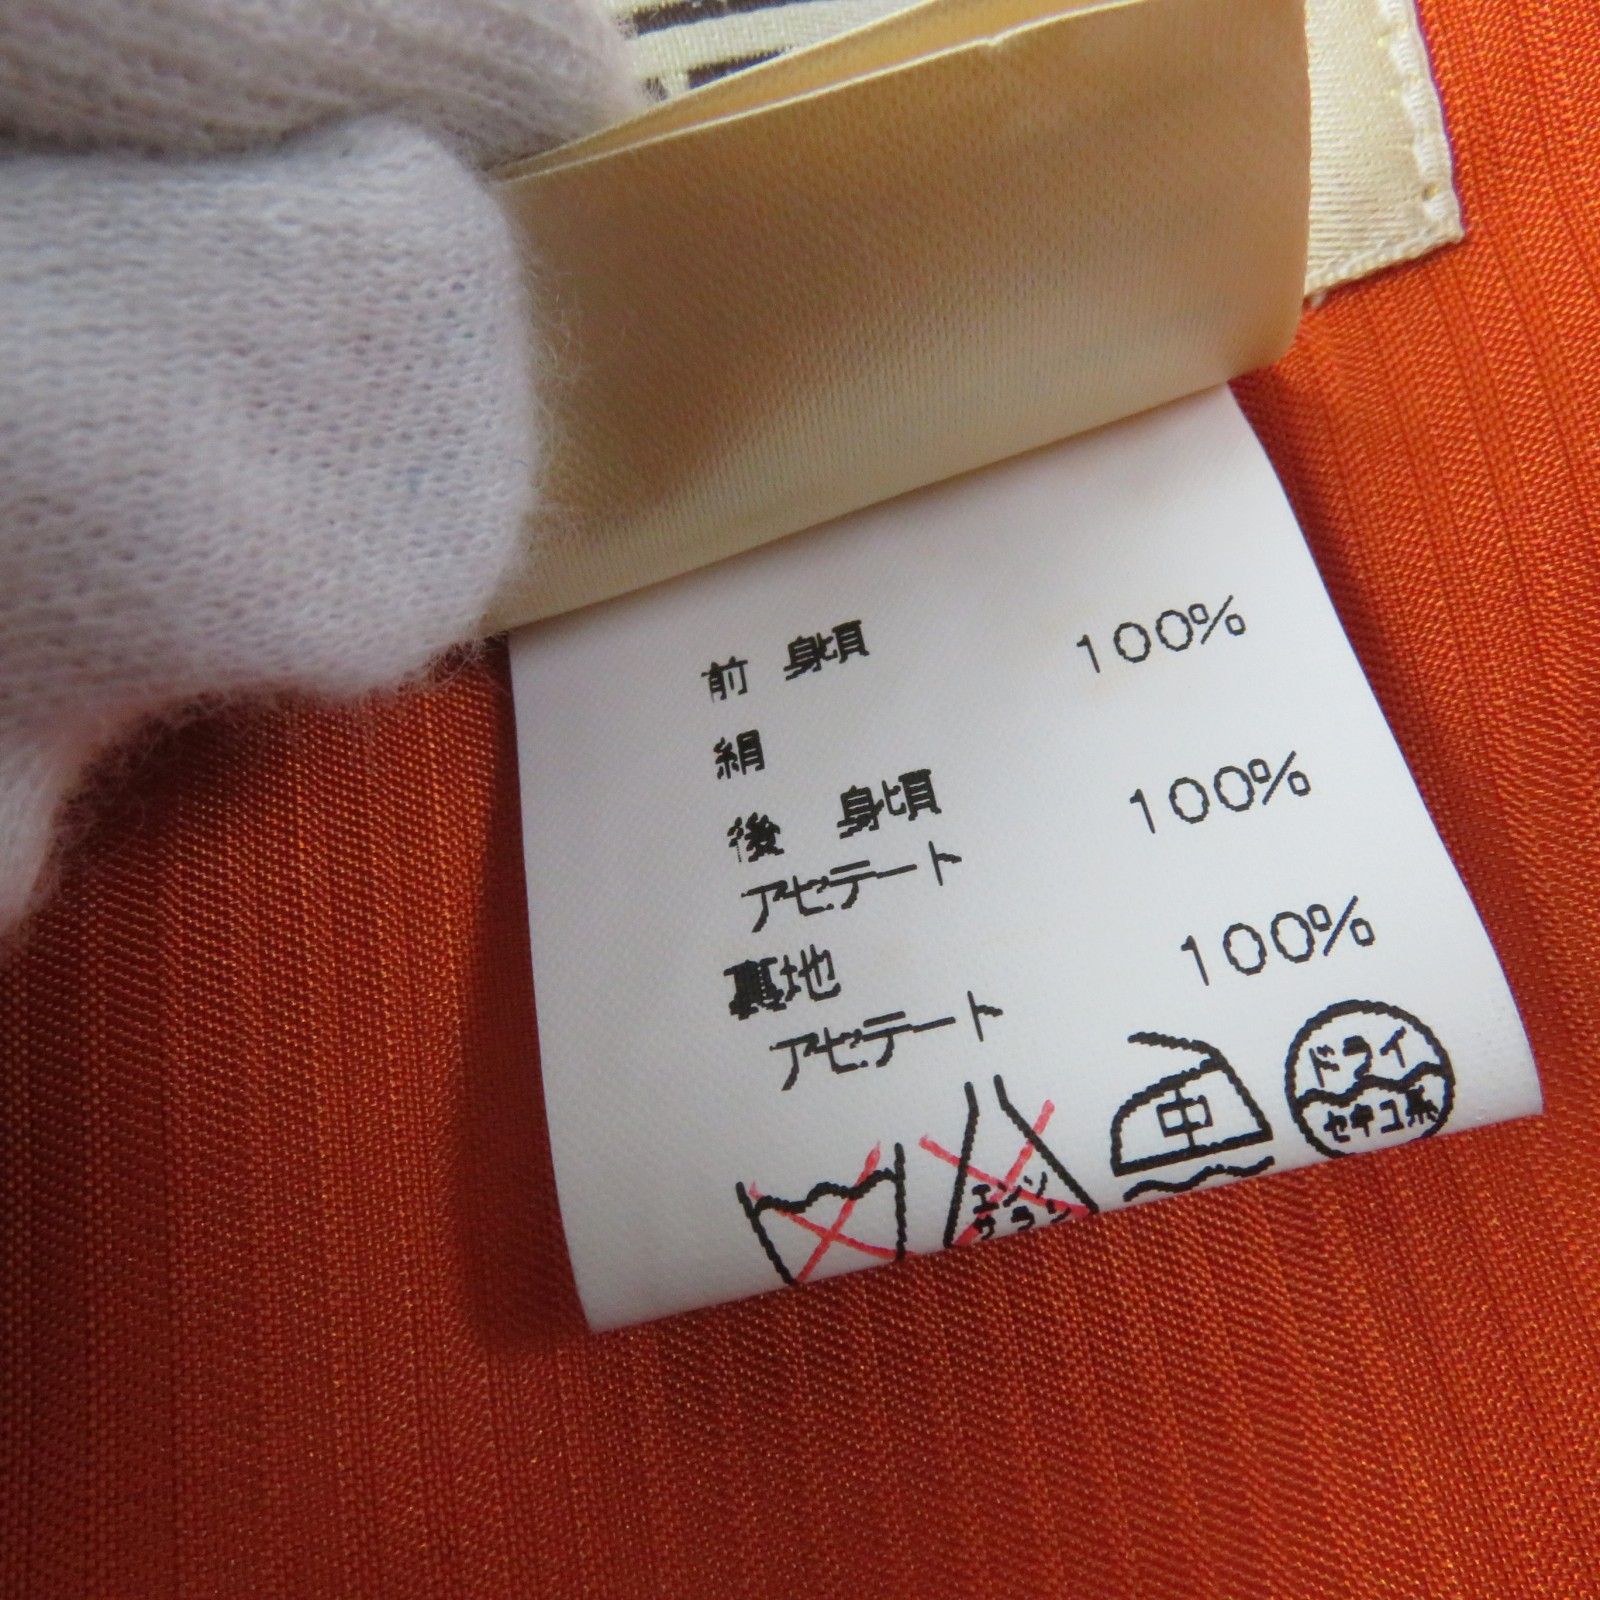 前 身頃 100%
絹
後 身頃 100%
アセテート
裏地 100%
アセテート
エンソ
サラシ
中
ドライ
セキユ系